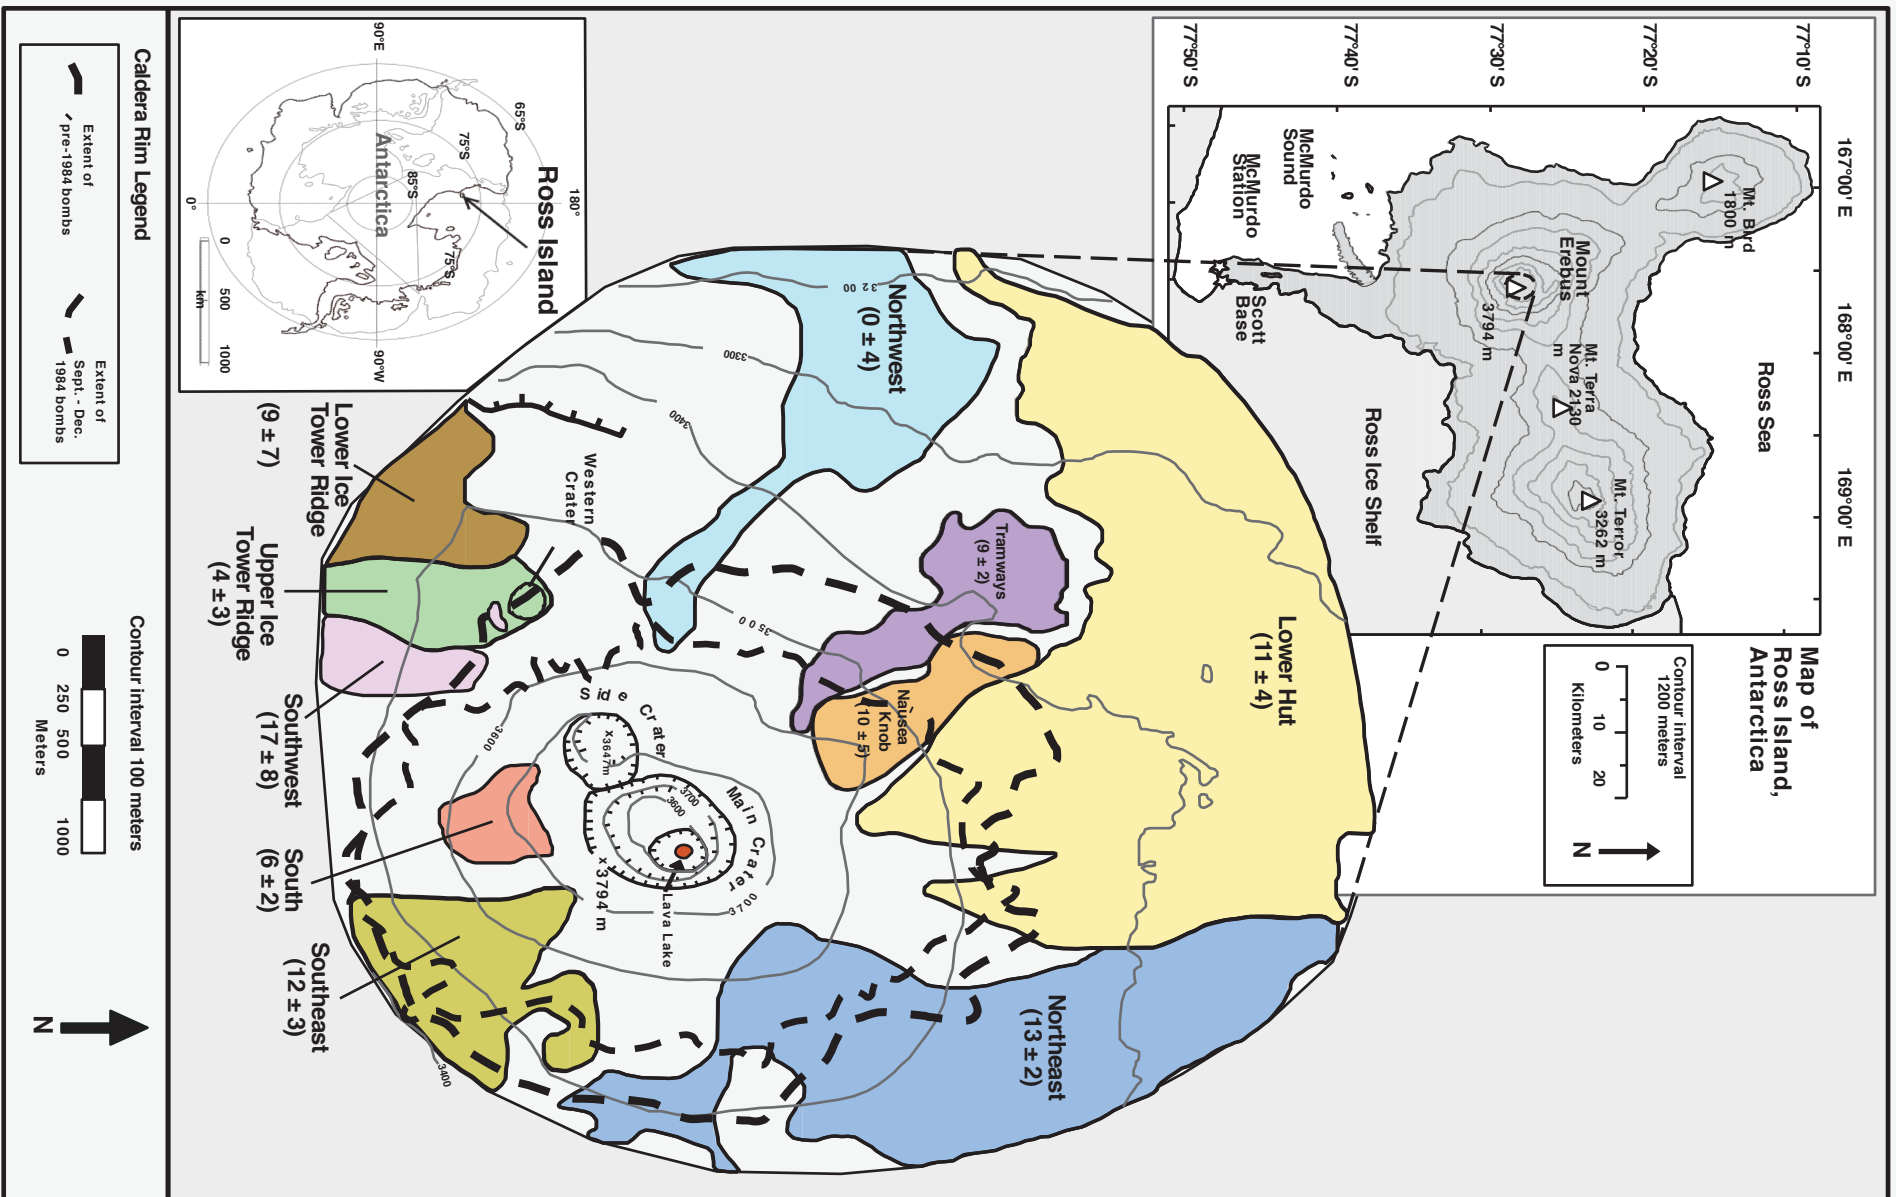 Map of
Ross Island,
Antarctica
Contour interval
1200 meters
0 10 20
Kilometers
N
167°00' E
168°00' E
169°00' E
77°10' S
77°20' S
77°30' S
77°40' S
77°50' S
Ross Sea
Mt. Bird
1800 m
Mount
Erebus
3794 m
Mt. Terra
Nova 2130
m
Mt. Terror
3262 m
McMurdo
Sound
McMurdo
Station
Scott
Base
Ross Ice Shelf
Lower Hut
(11 ± 4)
Northwest
(0 ± 4)
Tramways
(9 ± 2)
Nausea
Knob
(10 ± 5)
Northeast
(13 ± 2)
3200
3300
3400
3500
3600
3700
3400
Side Crater
x3647m
Main Crater
3700
3600
Lava Lake
x3794 m
Western
Crater
Lower Ice
Tower Ridge
(9 ± 7)
Upper Ice
Tower Ridge
(4 ± 3)
Southwest
(17 ± 8)
South
(6 ± 2)
Southeast
(12 ± 3)
Ross Island
90°E
180°
90°W
0°
65°S
75°S
85°S
75°S
Antarctica
0 500 1000
km
Caldera Rim Legend
Extent of
pre-1984 bombs
Extent of
Sept. - Dec.
1984 bombs
Contour interval 100 meters
0 250 500 1000
Meters
N